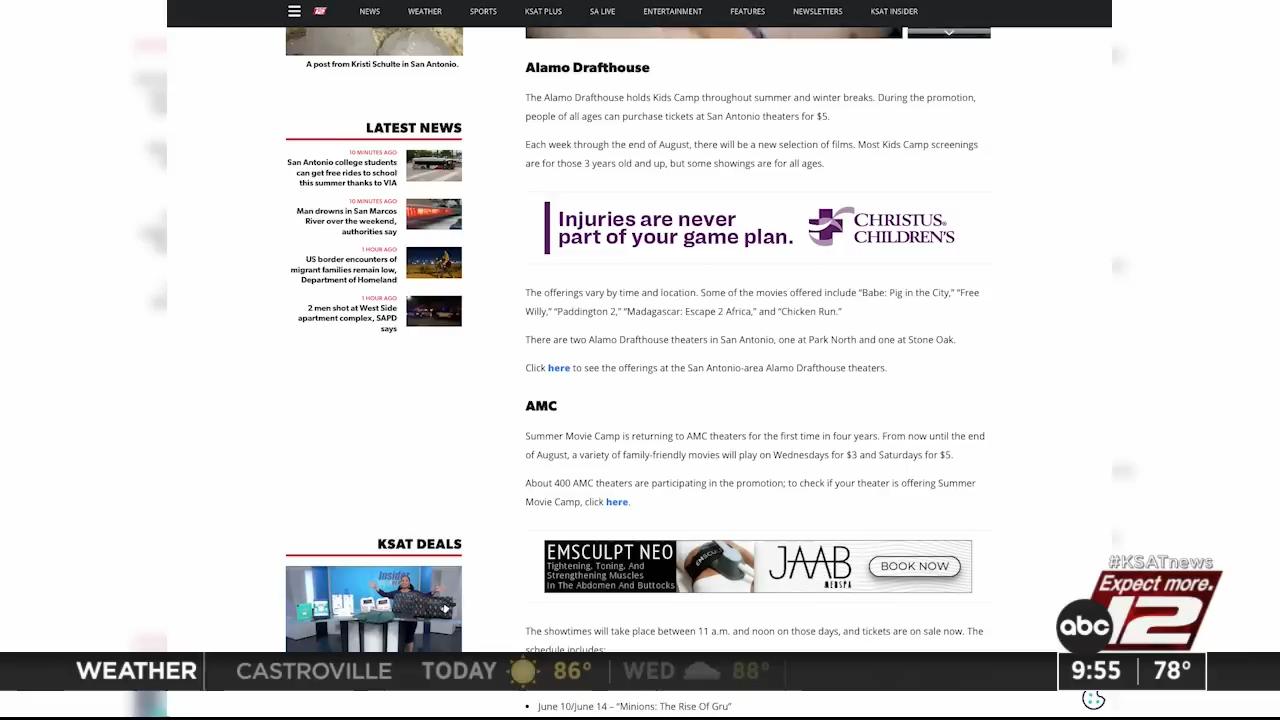 NEWS
WEATHER
SPORTS
KSAT PLUS
SA LIVE
ENTERTAINMENT
FEATURES
NEWSLETTERS
KSAT INSIDER
A post from Kristi Schulte in San Antonio.
LATEST NEWS
10 MINUTES AGO
San Antonio college students
can get free rides to school
this summer thanks to VIA
10 MINUTES AGO
Man drowns in San Marcos
River over the weekend,
authorities say
1 HOUR AGO
US border encounters of
migrant families remain low,
Department of Homeland
1 HOUR AGO
2 men shot at West Side
apartment complex, SAPD
says
KSAT DEALS
Insider
Alamo Drafthouse
The Alamo Drafthouse holds Kids Camp throughout summer and winter breaks. During the promotion,
people of all ages can purchase tickets at San Antonio theaters for $5.
Each week through the end of August, there will be a new selection of films. Most Kids Camp screenings
are for those 3 years old and up, but some showings are for all ages.
Injuries are never
part of your game plan.
CHRISTUS®
CHILDREN'S
The offerings vary by time and location. Some of the movies offered include “Babe: Pig in the City,” “Free
Willy,” “Paddington 2,” “Madagascar: Escape 2 Africa,” and “Chicken Run.”
There are two Alamo Drafthouse theaters in San Antonio, one at Park North and one at Stone Oak.
Click here to see the offerings at the San Antonio-area Alamo Drafthouse theaters.
AMC
Summer Movie Camp is returning to AMC theaters for the first time in four years. From now until the end
of August, a variety of family-friendly movies will play on Wednesdays for $3 and Saturdays for $5.
About 400 AMC theaters are participating in the promotion; to check if your theater is offering Summer
Movie Camp, click here.
EMSCULPT NEO
Tightening, Toning, And
Strengthening Muscles
In The Abdomen And Buttocks
EMSCULPT
JAAB
MEDSPA
BOOK NOW
The showtimes will take place between 11 a.m. and noon on those days, and tickets are on sale now. The
schedule includes:
#KSATnews
Expect more.
abc 12
WEATHER
CASTROVILLE TODAY 86° WED 88°
9:55 78°
• June 10/June 14 – “Minions: The Rise Of Gru”